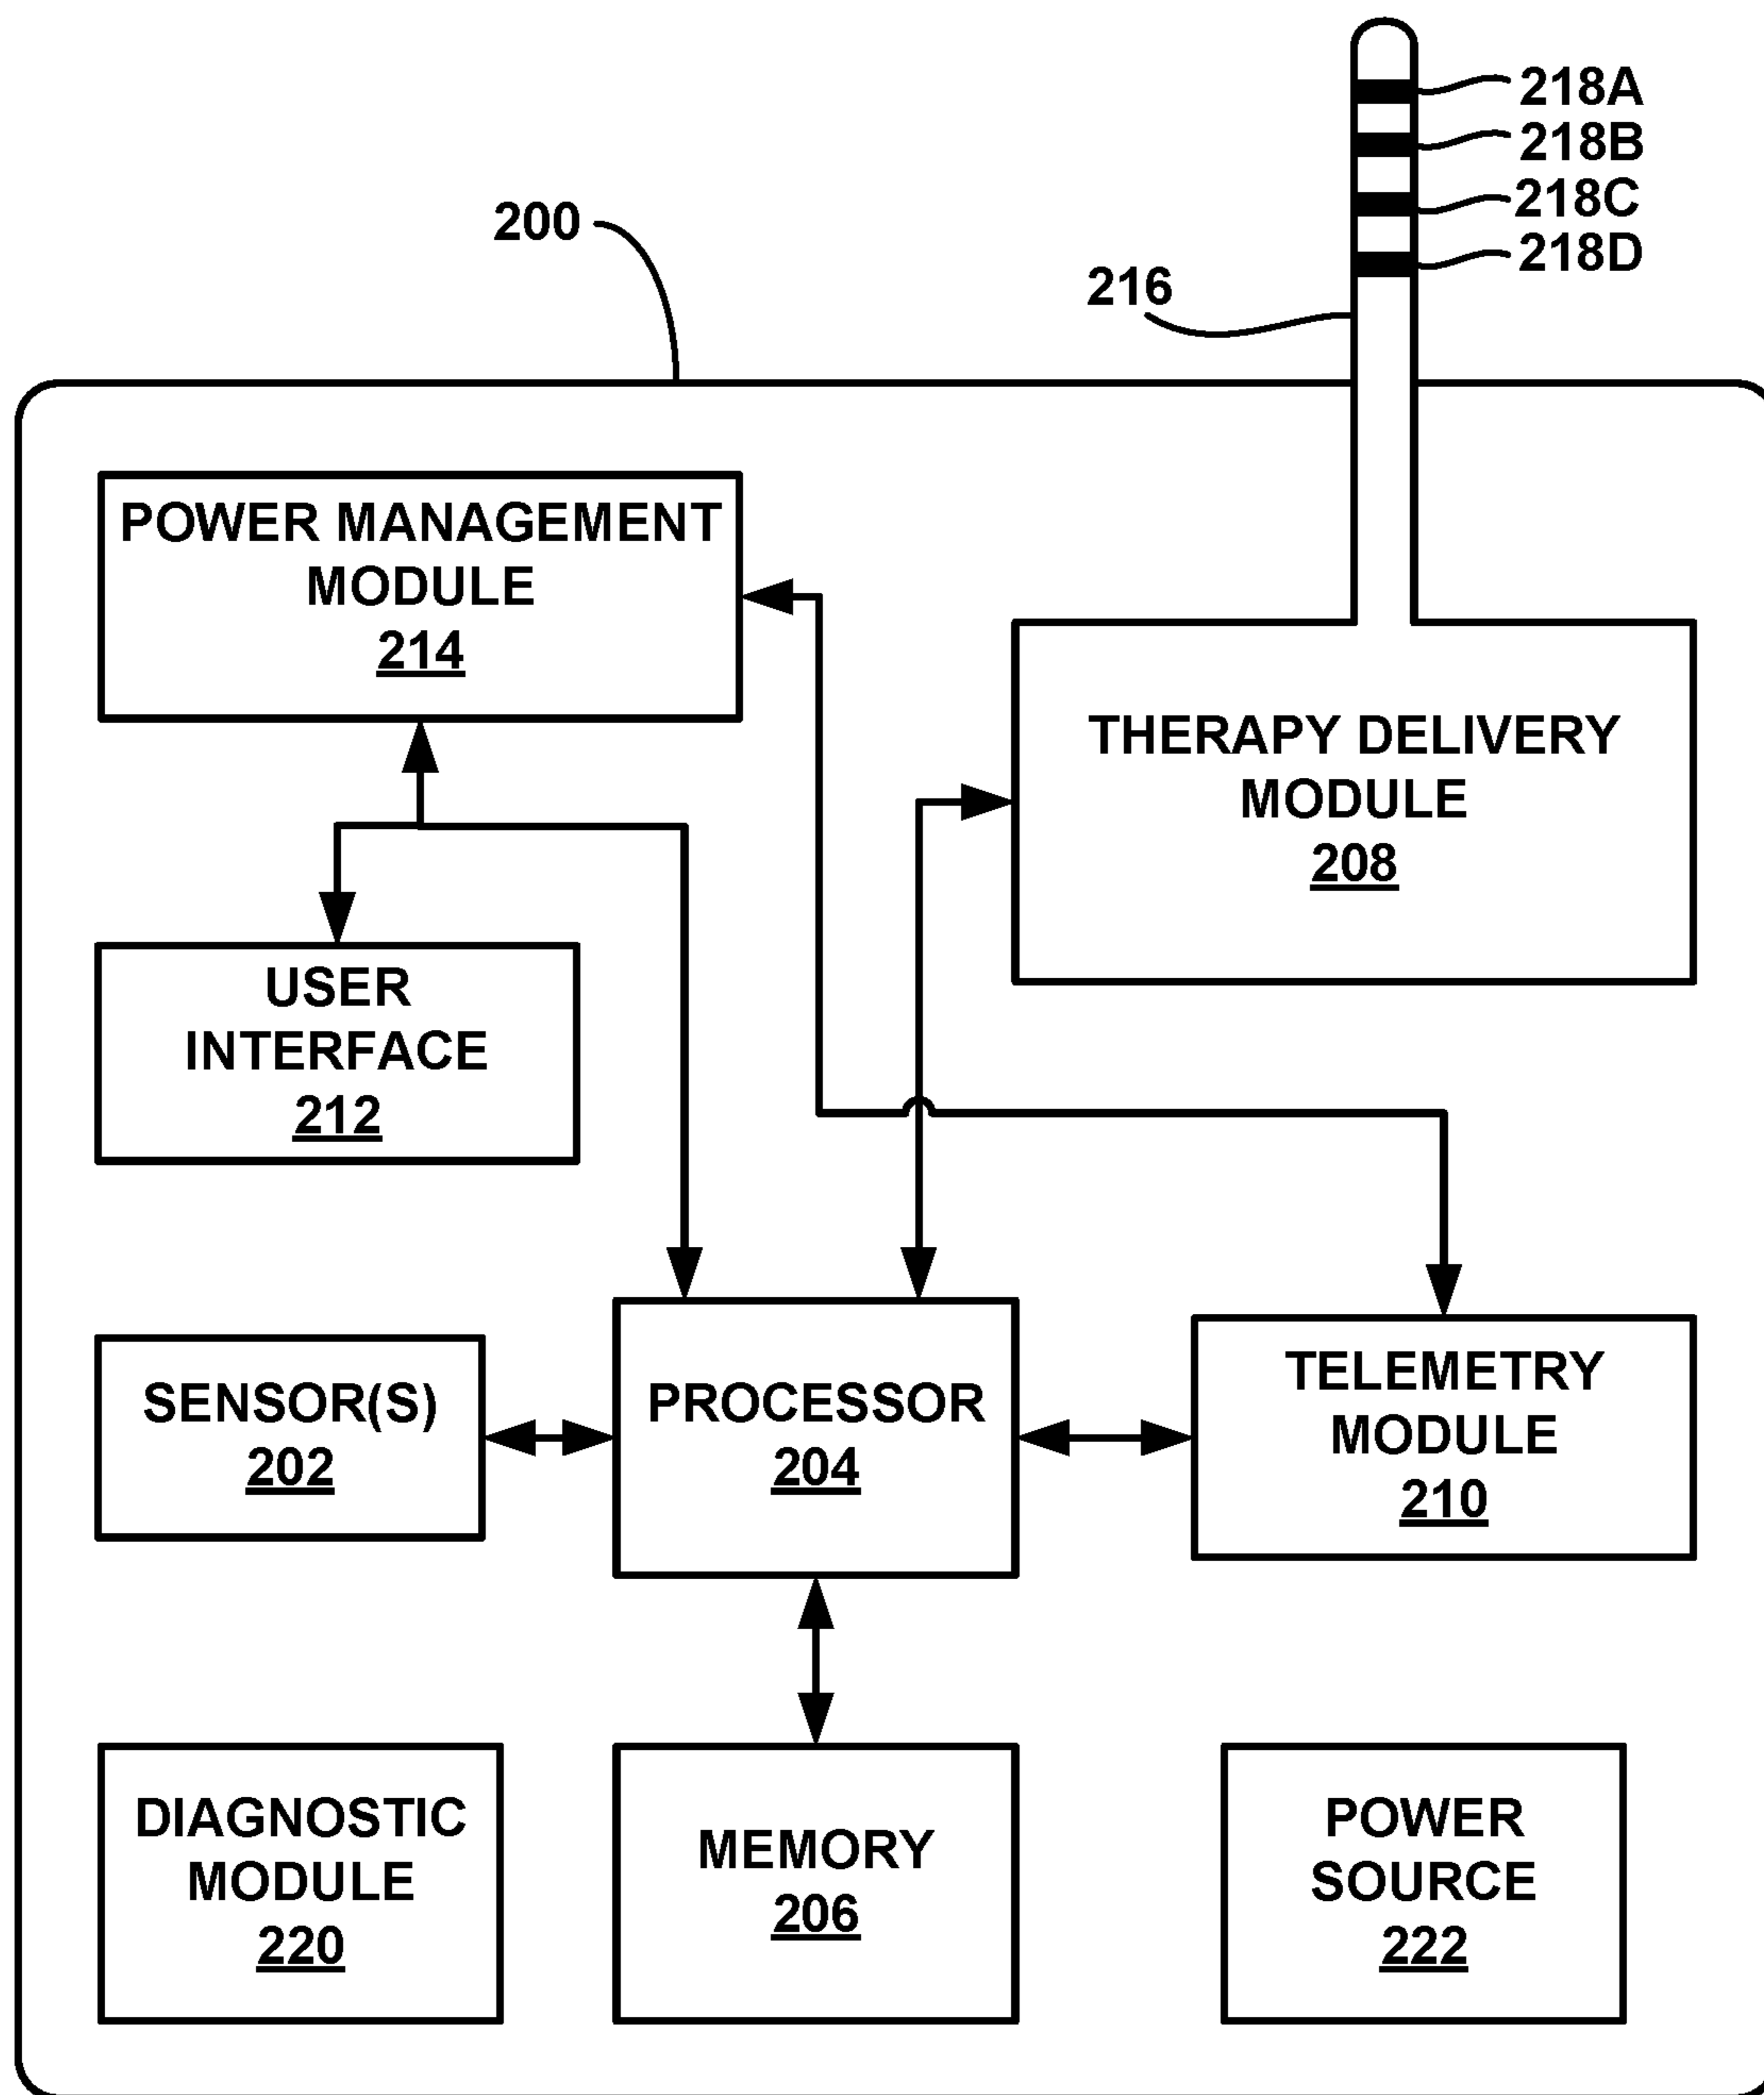 218A
218B
218C
218D
200
216
POWER MANAGEMENT
MODULE
214
THERAPY DELIVERY
MODULE
208
USER
INTERFACE
212
SENSOR(S)
202
PROCESSOR
204
TELEMETRY
MODULE
210
DIAGNOSTIC
MODULE
220
MEMORY
206
POWER
SOURCE
222